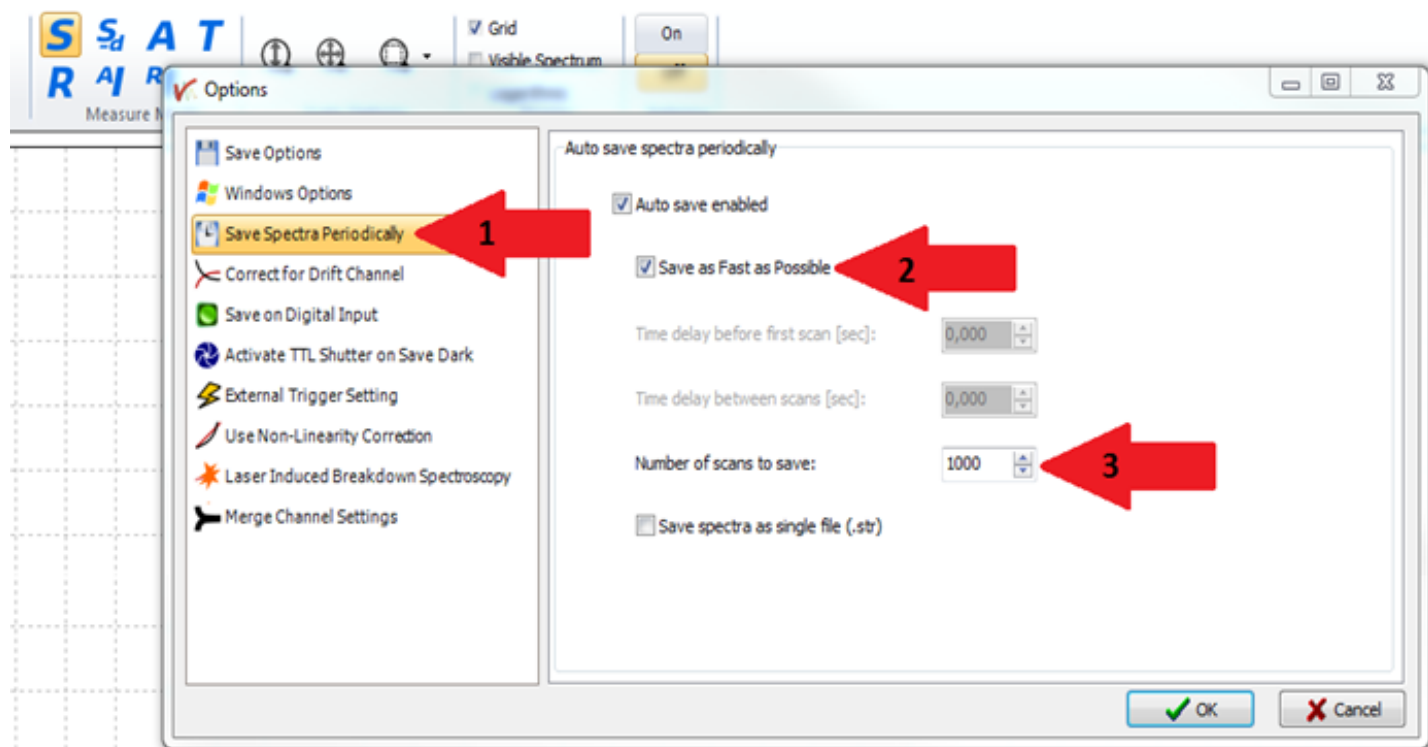 S S-d A T
R AI R
Measure
Grid
Visible Spectrum
On
Options
Save Options
Windows Options
Save Spectra Periodically
Correct for Drift Channel
Save on Digital Input
Activate TTL Shutter on Save Dark
External Trigger Setting
Use Non-Linearity Correction
Laser Induced Breakdown Spectroscopy
Merge Channel Settings
1
Auto save spectra periodically
Auto save enabled
Save as Fast as Possible
2
Time delay before first scan [sec]: 0,000
Time delay between scans [sec]: 0,000
Number of scans to save: 1000
3
Save spectra as single file (.str)
OK Cancel